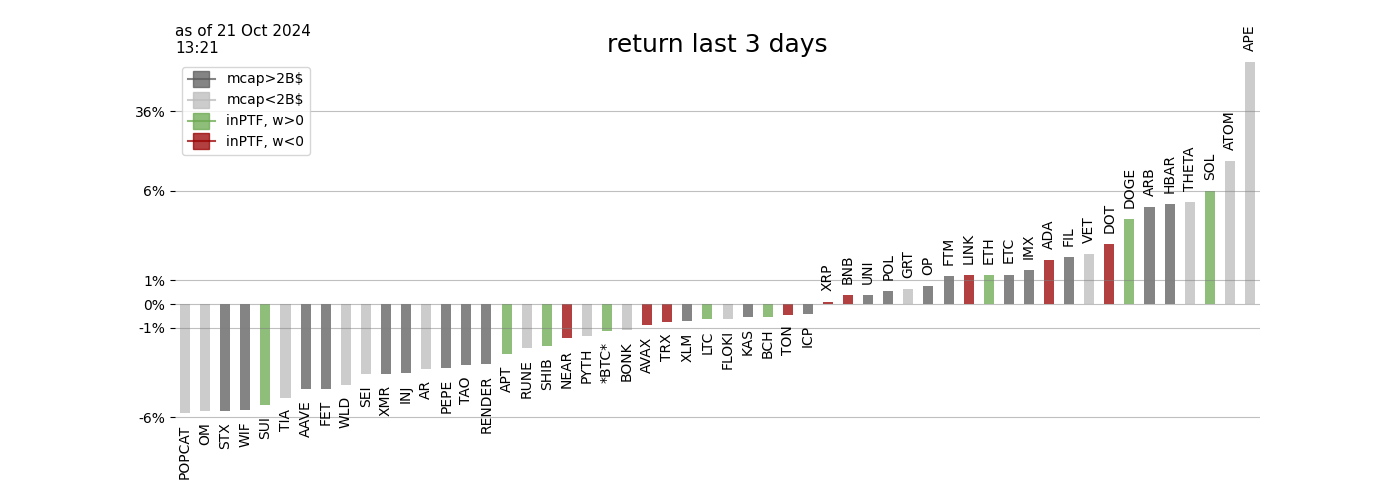 as of 21 Oct 2024
13:21
return last 3 days
mcap>2B$
mcap<2B$
inPTF, w>0
inPTF, w<0
36%
6%
1%
0%
-1%
-6%
POPCAT
OM
STX
WIF
SUI
TIA
AAVE
FET
WLD
SEI
XMR
INJ
AR
PEPE
TAO
RENDER
APT
RUNE
SHIB
NEAR
PYTH
*BTC*
BONK
AVAX
TRX
XLM
LTC
FLOKI
KAS
BCH
TON
ICP
XRP
BNB
UNI
POL
GRT
OP
FTM
LINK
ETH
ETC
IMX
ADA
FIL
VET
DOT
DOGE
ARB
HBAR
THETA
SOL
ATOM
APE